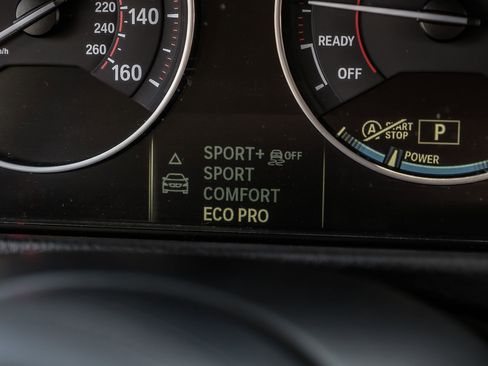 220
240
260
140
160
READY
OFF
A START
STOP
P
POWER
SPORT+ OFF
SPORT
COMFORT
ECO PRO